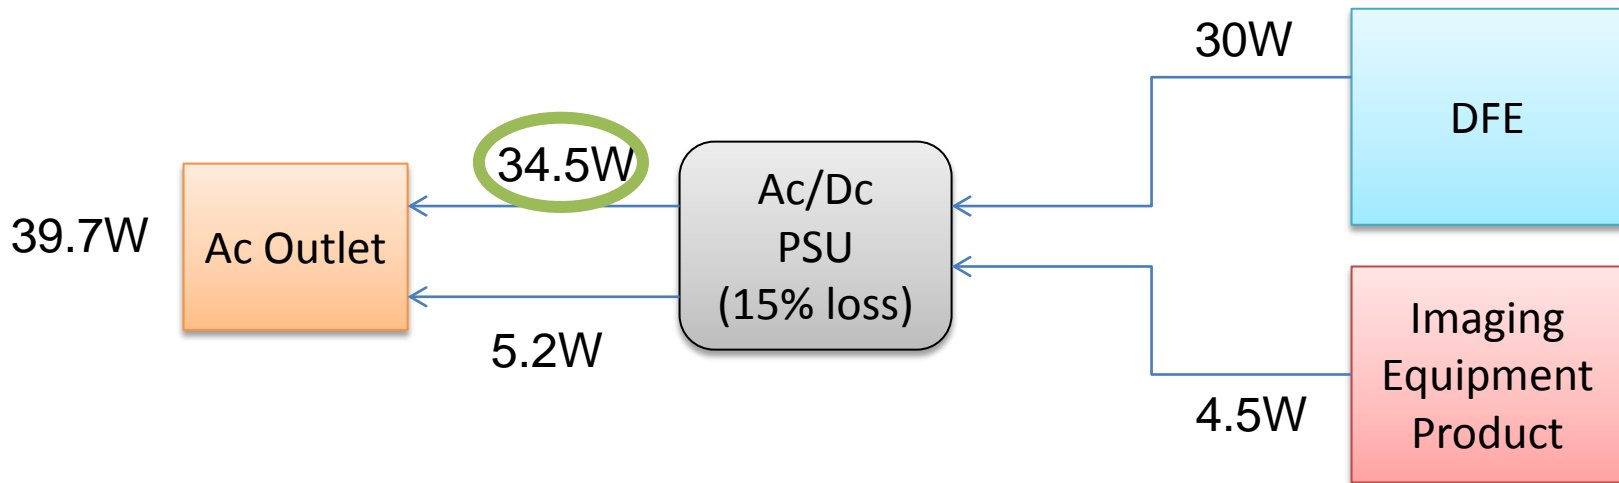 39.7W
Ac Outlet
34.5W
5.2W
Ac/Dc
PSU
(15% loss)
30W
4.5W
DFE
Imaging
Equipment
Product